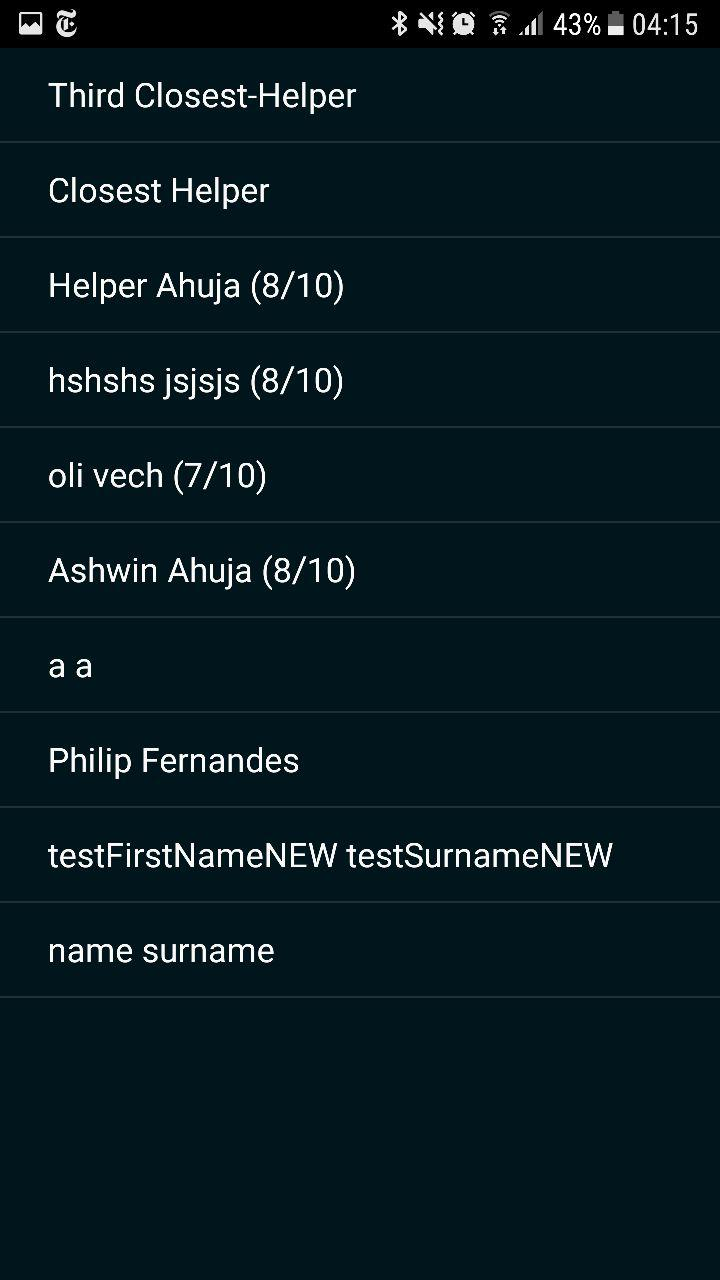 43% 04:15
Third Closest-Helper
Closest Helper
Helper Ahuja (8/10)
hshshs jsjsjs (8/10)
oli vech (7/10)
Ashwin Ahuja (8/10)
a a
Philip Fernandes
testFirstNameNEW testSurnameNEW
name surname